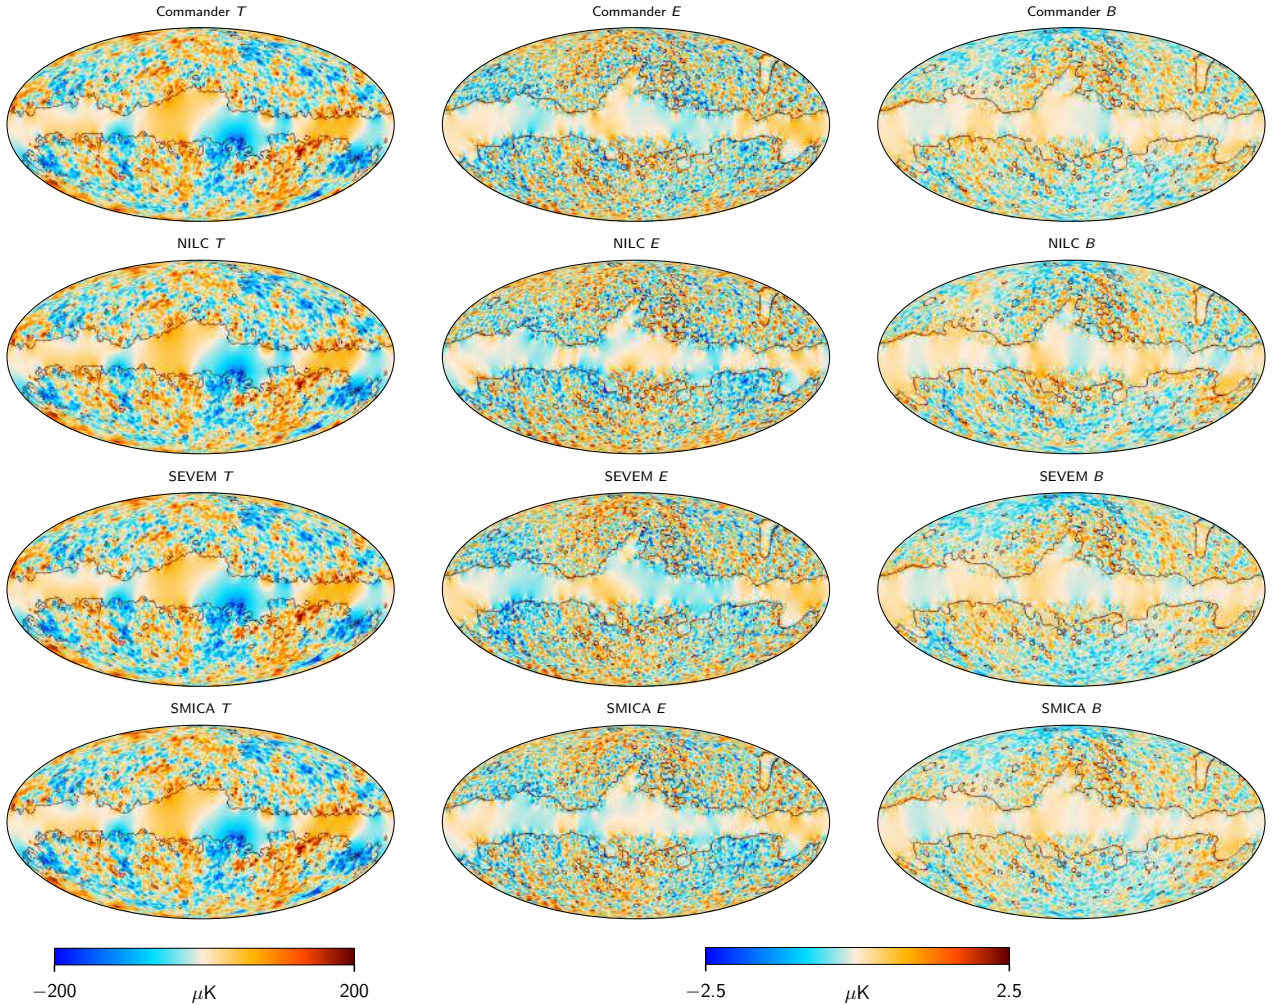 Commander T Commander E Commander B
NILC T NILC E NILC B
SEVEM T SEVEM E SEVEM B
SMICA T SMICA E SMICA B
−200 μK 200 −2.5 μK 2.5